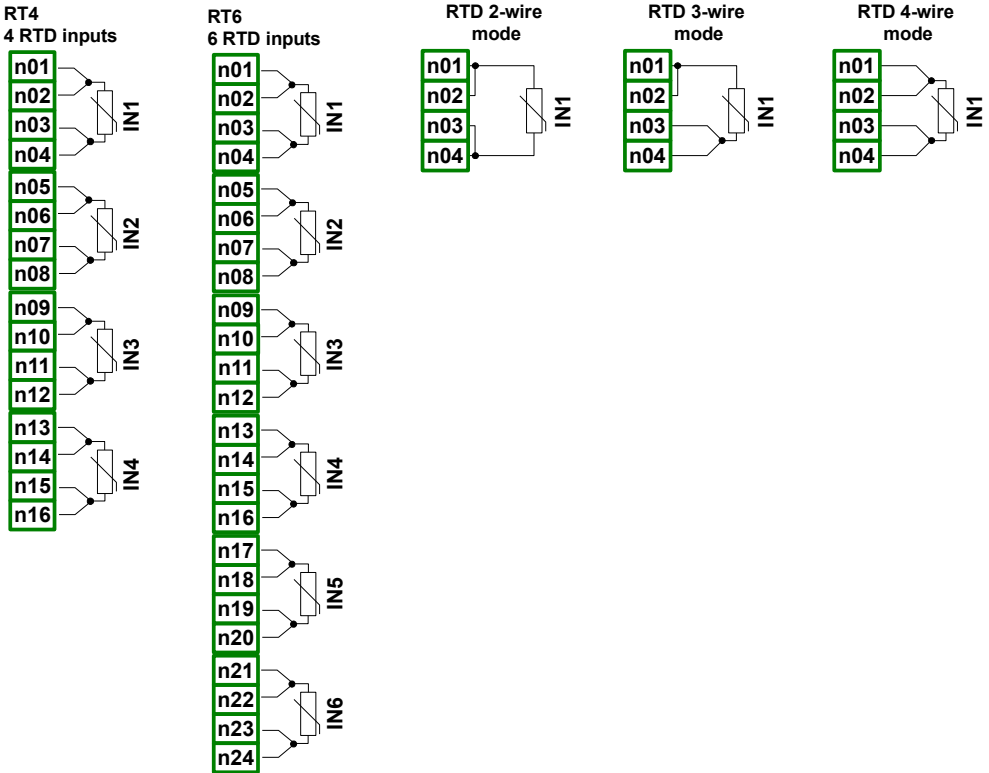 RT4
4 RTD inputs
n01
n02
IN1
n03
n04
n05
n06
IN2
n07
n08
n09
n10
IN3
n11
n12
n13
n14
IN4
n15
n16
RT6
6 RTD inputs
n01
n02
IN1
n03
n04
n05
n06
IN2
n07
n08
n09
n10
IN3
n11
n12
n13
n14
IN4
n15
n16
n17
n18
IN5
n19
n20
n21
n22
IN6
n23
n24
RTD 2-wire
mode
n01
n02
IN1
n03
n04
RTD 3-wire
mode
n01
n02
IN1
n03
n04
RTD 4-wire
mode
n01
n02
IN1
n03
n04